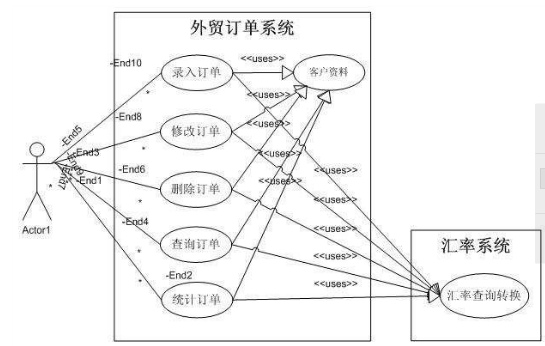 外贸订单系统
-End10
录入订单
<<uses>>
客户资料
*
-End8
<<uses>>
-End5
修改订单
<<uses>>
*
-End3
-End6
<<uses>>
<<uses>>
-End1
删除订单
<<uses>>
*
*
Actor1
-End4
<<uses>>
查询订单
*
汇率系统
<<uses>>
-End2
*
统计订单
<<uses>>
汇率查询转换